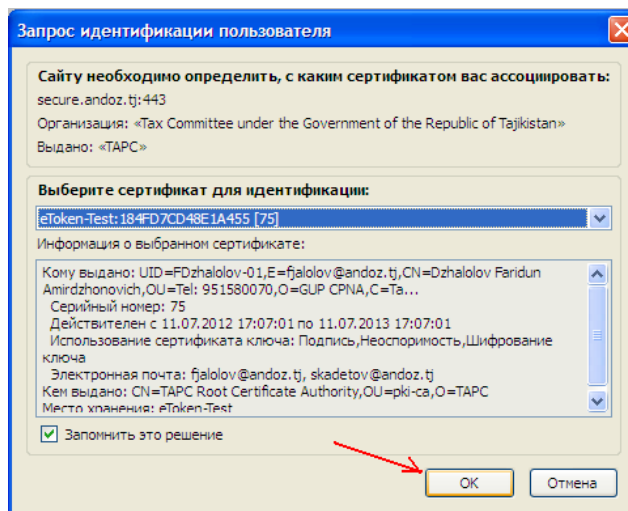 Запрос идентификации пользователя
Сайту необходимо определить, с каким сертификатом вас ассоциировать:
secure.andoz.tj:443
Организация: «Tax Committee under the Government of the Republic of Tajikistan»
Выдано: «TAPC»
Выберите сертификат для идентификации:
eToken-Test:184FD7CD48E1A455 [75]
Информация о выбранном сертификате:
Кому выдано: UID=FDzhalolov-01,E=fjalolov@andoz.tj,CN=Dzhalolov Faridun
Amirdzhonovich,OU=Tel: 951580070,O=GUP CPNA,C=Ta...
Серийный номер: 75
Действителен с 11.07.2012 17:07:01 по 11.07.2013 17:07:01
Использование сертификата ключа: Подпись,Неоспоримость,Шифрование
ключа
Электронная почта: fjalolov@andoz.tj, skadetov@andoz.tj
Кем выдано: CN=TAPC Root Certificate Authority,OU=pki-ca,O=TAPC
Место хранения: eToken-Test
Запомнить это решение
OK
Отмена